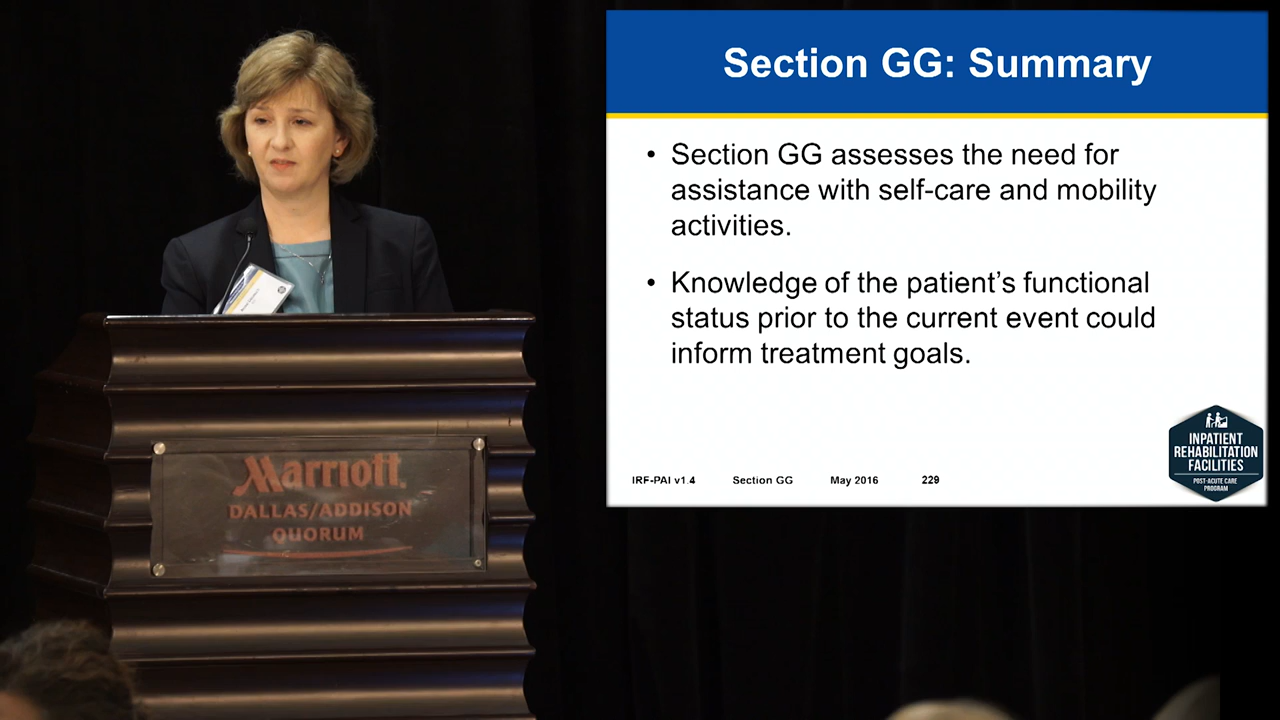 Section GG: Summary
• Section GG assesses the need for
assistance with self-care and mobility
activities.
• Knowledge of the patient’s functional
status prior to the current event could
inform treatment goals.
INPATIENT
REHABILITATION
FACILITIES
POST-ACUTE CARE
PROGRAM
IRF-PAI v1.4 Section GG May 2016 229
Marriott.
DALLAS/ADDISON
QUORUM